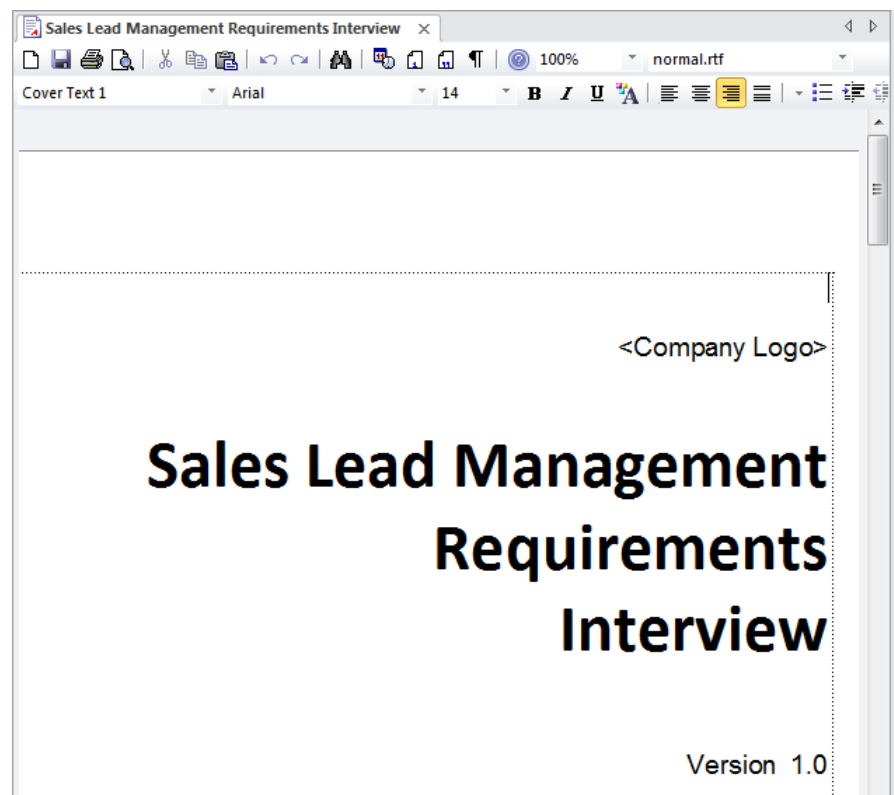 Sales Lead Management Requirements Interview
100% normal.rtf
Cover Text 1 Arial 14 B I U A
<Company Logo>
Sales Lead Management
Requirements
Interview
Version 1.0